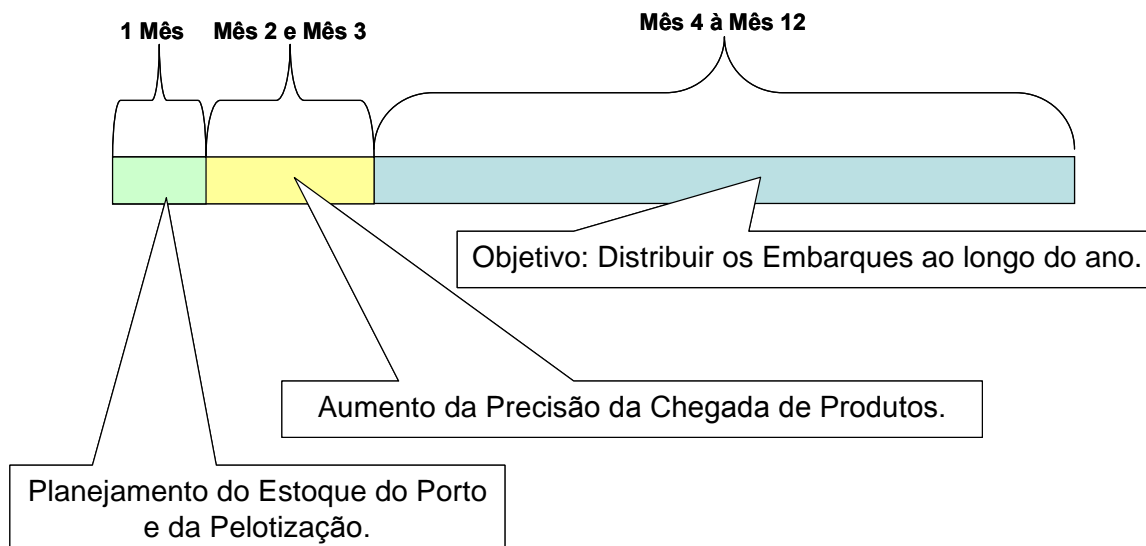 1 Mês
Mês 2 e Mês 3
Mês 4 à Mês 12
Objetivo: Distribuir os Embarques ao longo do ano.
Aumento da Precisão da Chegada de Produtos.
Planejamento do Estoque do Porto
e da Pelotização.